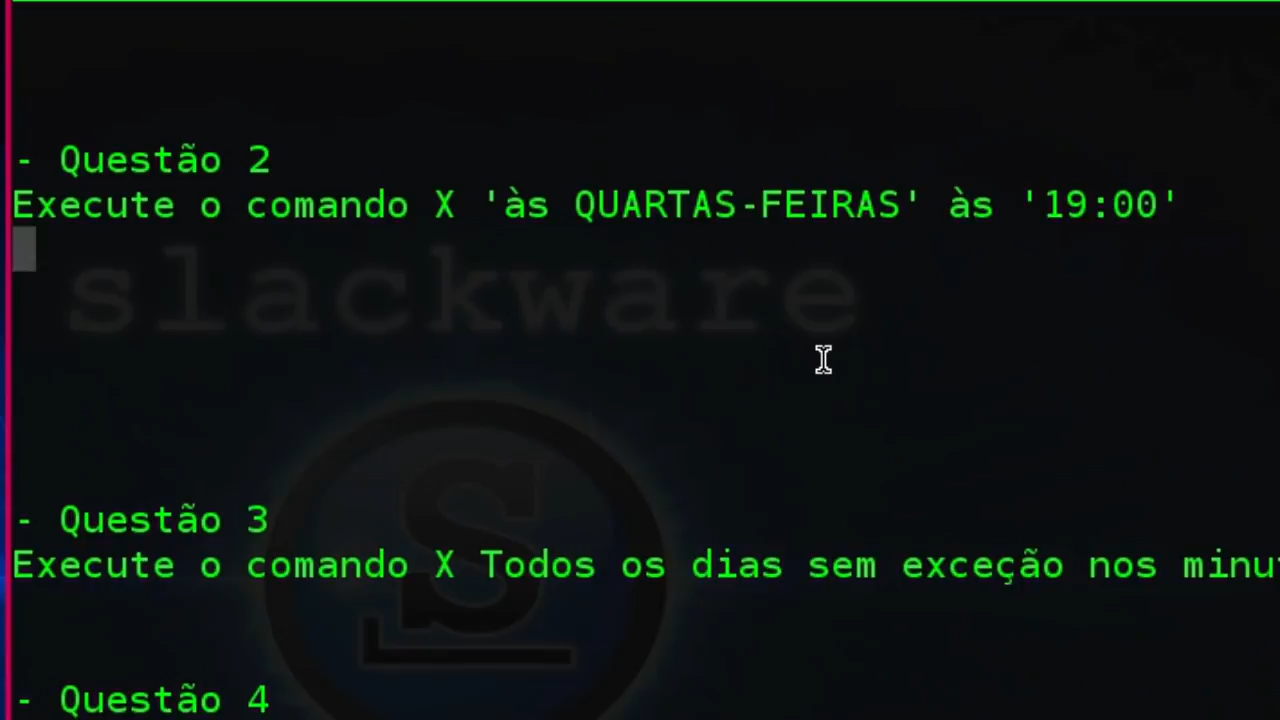 - Questão 2
Execute o comando X 'às QUARTAS-FEIRAS' às '19:00'
slackware
- Questão 3
Execute o comando X Todos os dias sem exceção nos
- Questão 4